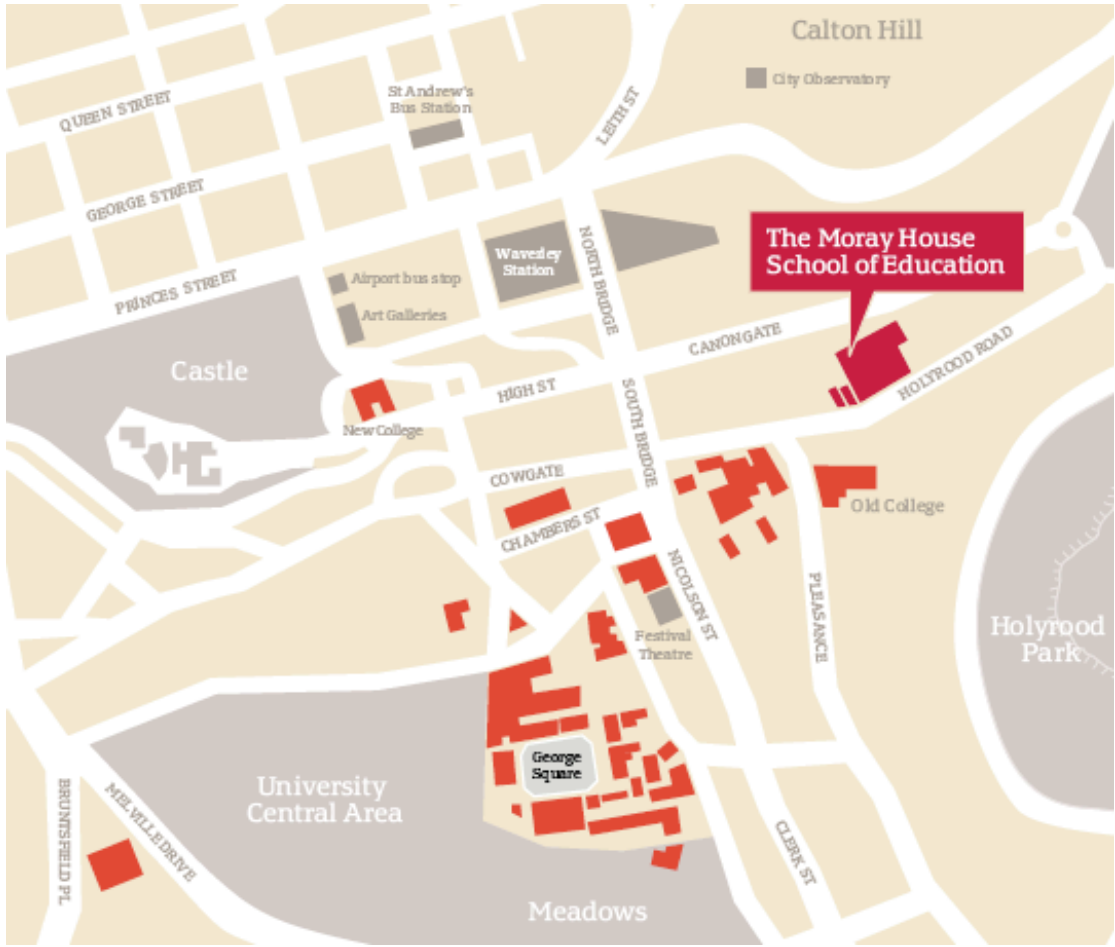 Calton Hill
City Observatory
St Andrew's
Bus Station
QUEEN STREET
LEITH ST
GEORGE STREET
The Moray House
School of Education
Waverley
Station
NORTH BRIDGE
PRINCES STREET
Airport bus stop
Art Galleries
CANONGATE
HOLYROOD ROAD
Castle
HIGH ST
SOUTH BRIDGE
New College
COWGATE
Old College
CHAMBERS ST
NICOLSON ST
PLEASANCE
Holyrood
Park
Festival
Theatre
George
Square
University
Central Area
BRUNTSFIELD PL
MELVILLE DRIVE
CLERK ST
Meadows